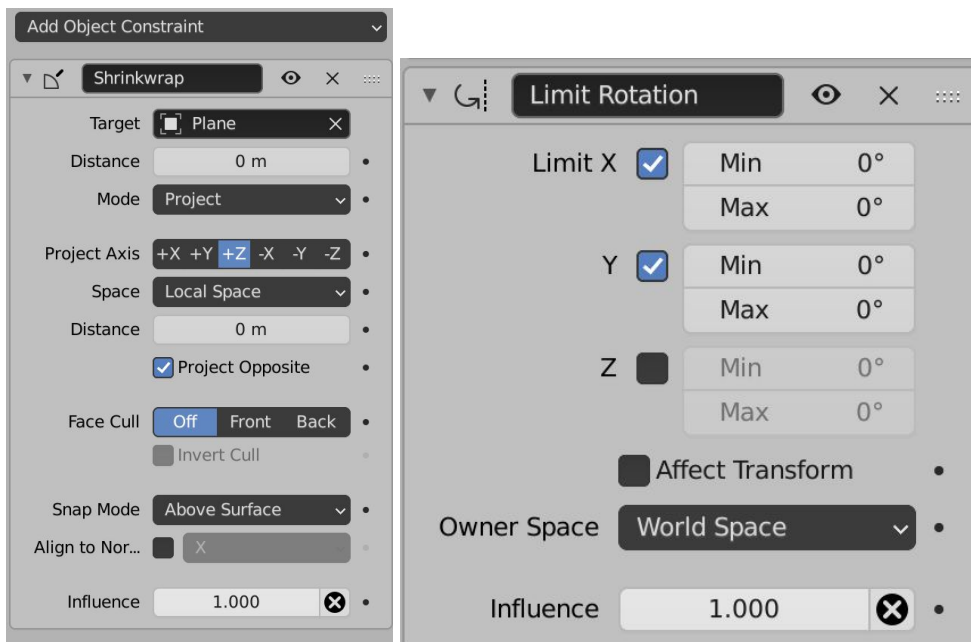 Add Object Constraint
Shrinkwrap
Target Plane
Distance 0 m
Mode Project
Project Axis +X +Y +Z -X -Y -Z
Space Local Space
Distance 0 m
Project Opposite
Face Cull Off Front Back
Invert Cull
Snap Mode Above Surface
Align to Nor... X
Influence 1.000
Limit Rotation
Limit X Min 0°
Max 0°
Y Min 0°
Max 0°
Z Min 0°
Max 0°
Affect Transform
Owner Space World Space
Influence 1.000